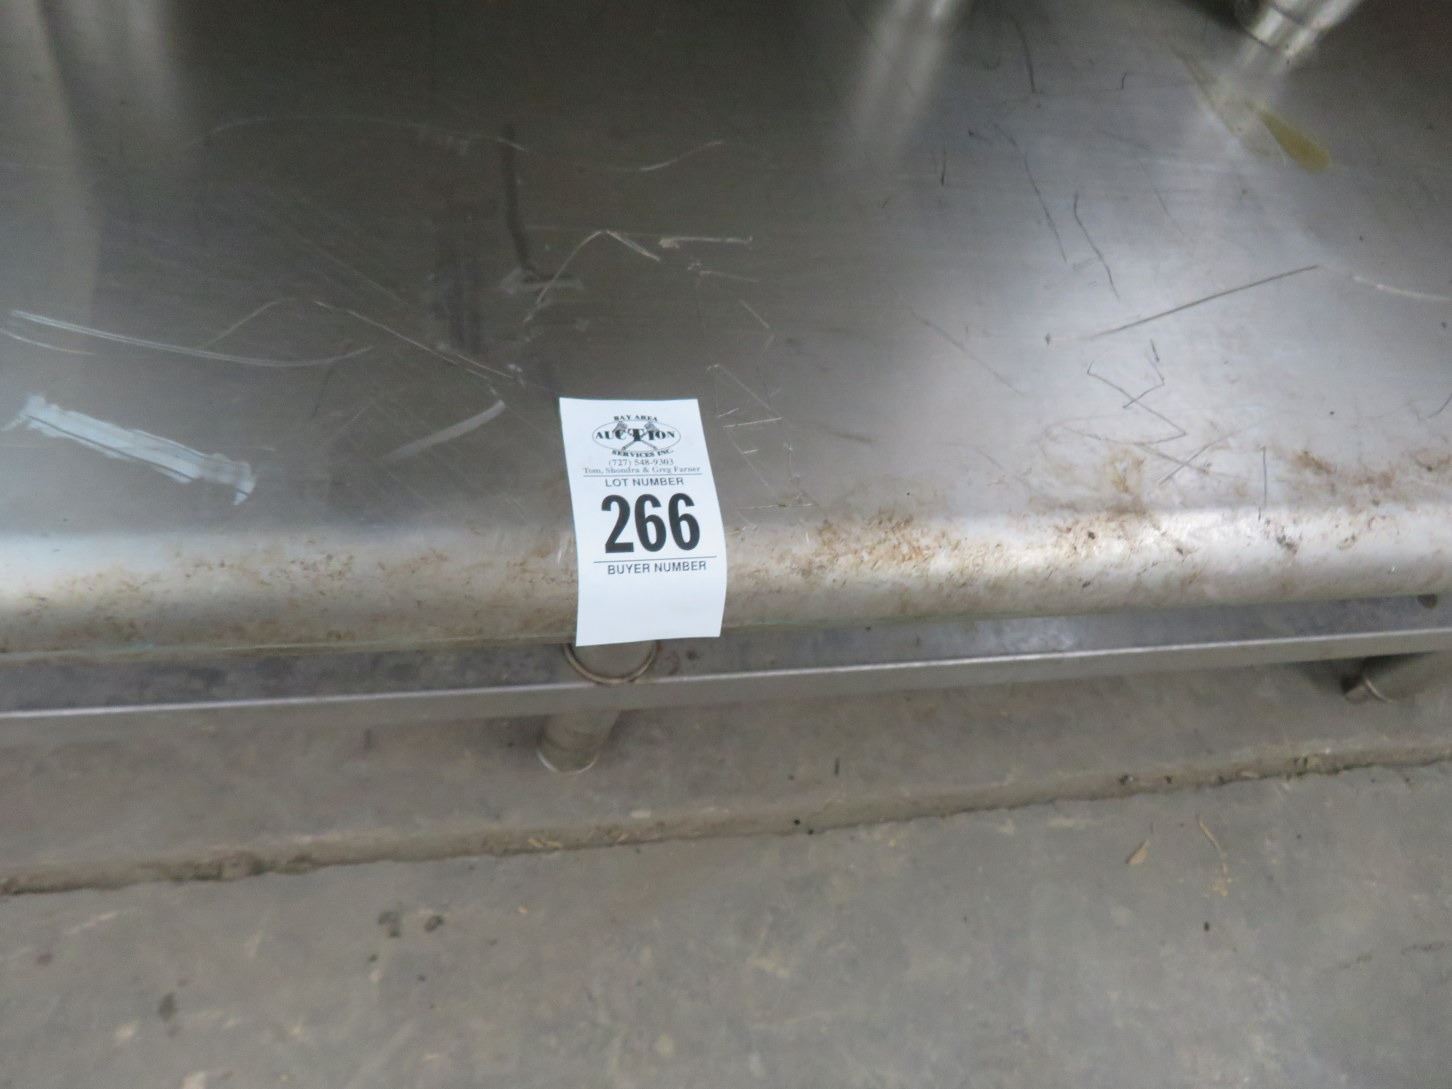 BAY AREA
AUCTION
SERVICES INC.
(727) 548-9303
Tom, Shondra & Greg Farner
LOT NUMBER
266
BUYER NUMBER